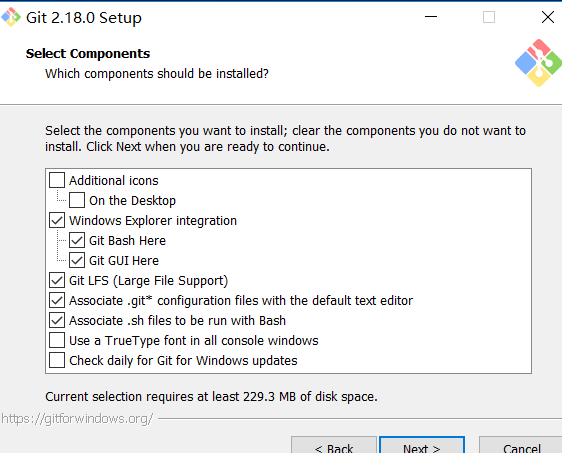 Git 2.18.0 Setup
Select Components
Which components should be installed?
Select the components you want to install; clear the components you do not want to
install. Click Next when you are ready to continue.
Additional icons
On the Desktop
Windows Explorer integration
Git Bash Here
Git GUI Here
Git LFS (Large File Support)
Associate .git* configuration files with the default text editor
Associate .sh files to be run with Bash
Use a TrueType font in all console windows
Check daily for Git for Windows updates
Current selection requires at least 229.3 MB of disk space.
https://gitforwindows.org/
< Back Next > Cancel